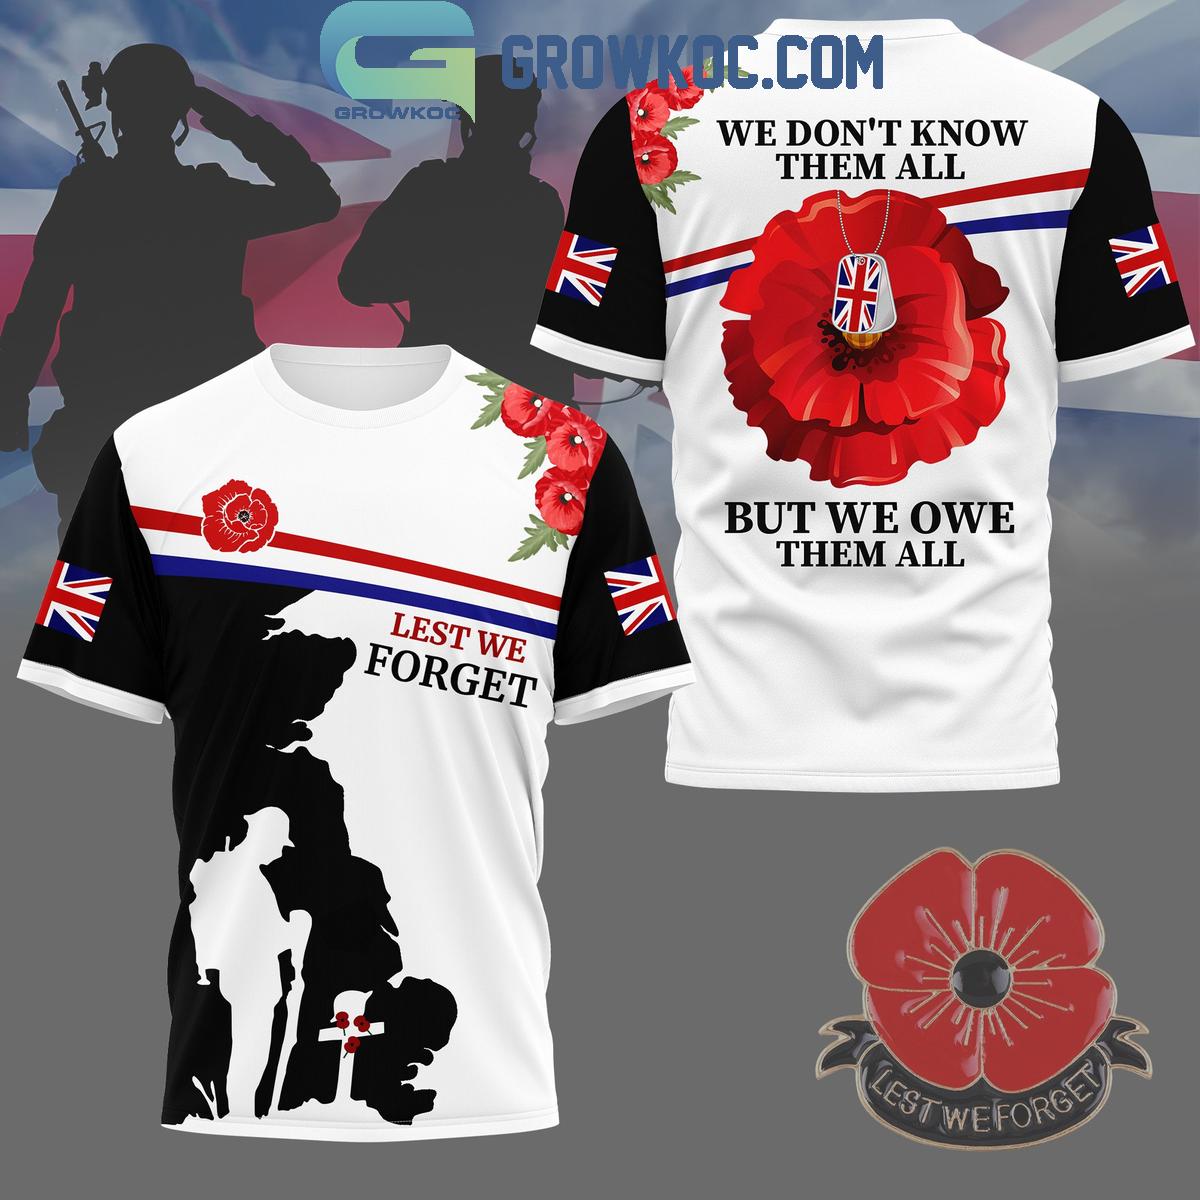 GROWKOC
GROWKOC.COM
WE DON'T KNOW
THEM ALL
BUT WE OWE
THEM ALL
LEST WE
FORGET
LEST WE FORGET